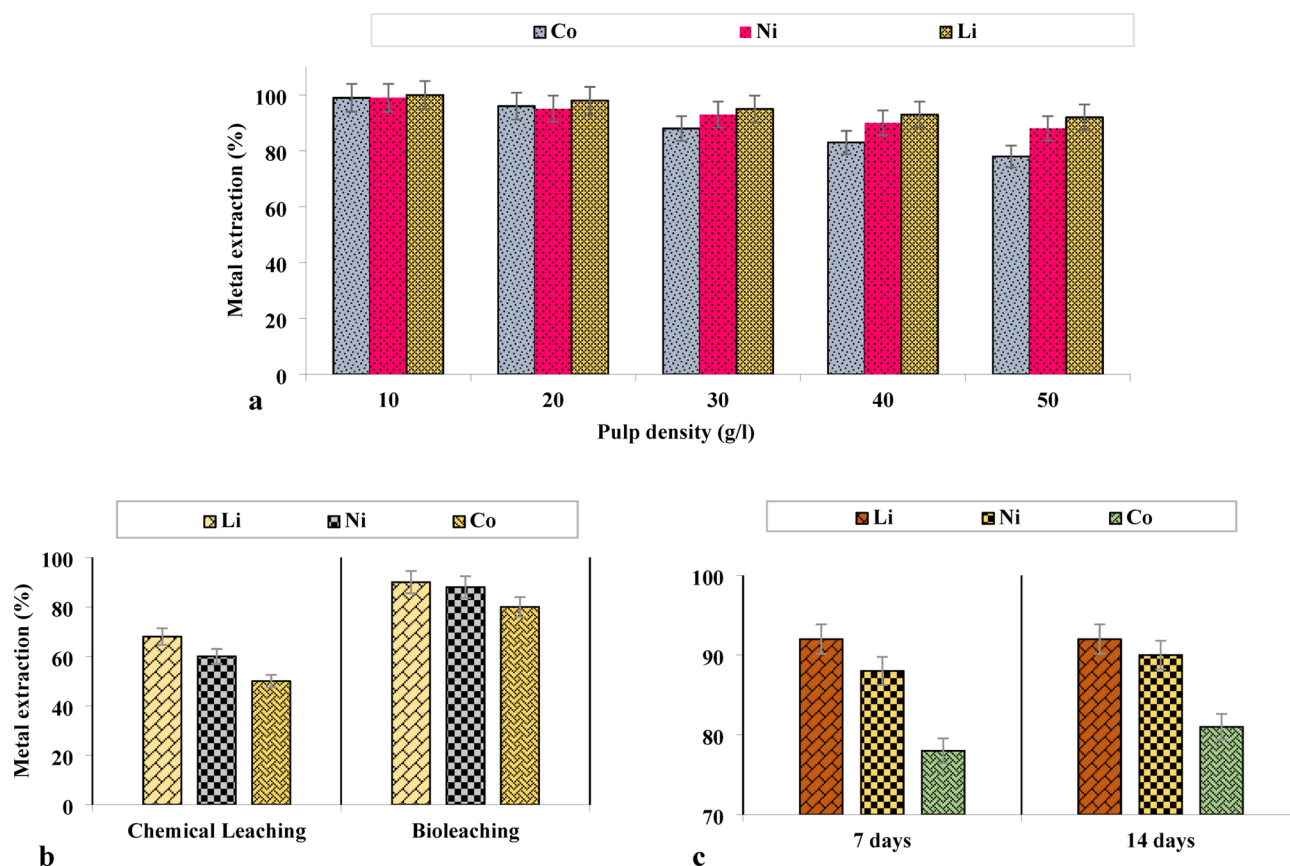 Co Ni Li
Metal extraction (%)
100
80
60
40
20
0
10 20 30 40 50
Pulp density (g/l)
a
Li Ni Co
Metal extraction (%)
100
80
60
40
20
0
Chemical Leaching Bioleaching
b
Li Ni Co
100
90
80
70
7 days 14 days
c